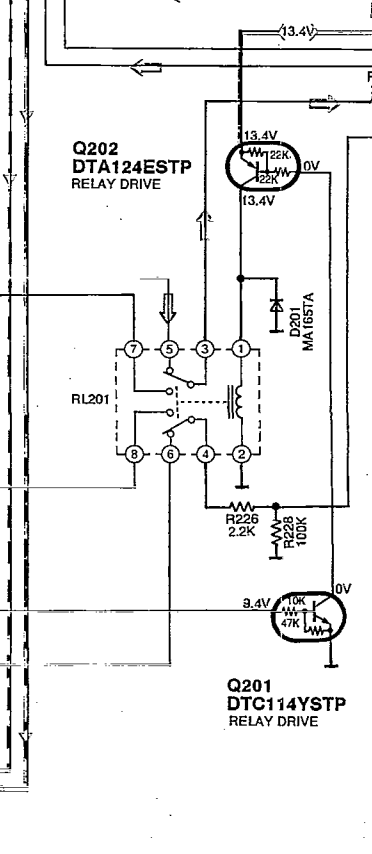 13.4V
Q202
DTA124ESTP
RELAY DRIVE
13.4V
22K
22K
0V
13.4V
D201
MA165TA
7
5
3
1
RL201
8
6
4
2
R226
2.2K
R228
100K
0V
9.4V
10K
47K
Q201
DTC114YSTP
RELAY DRIVE